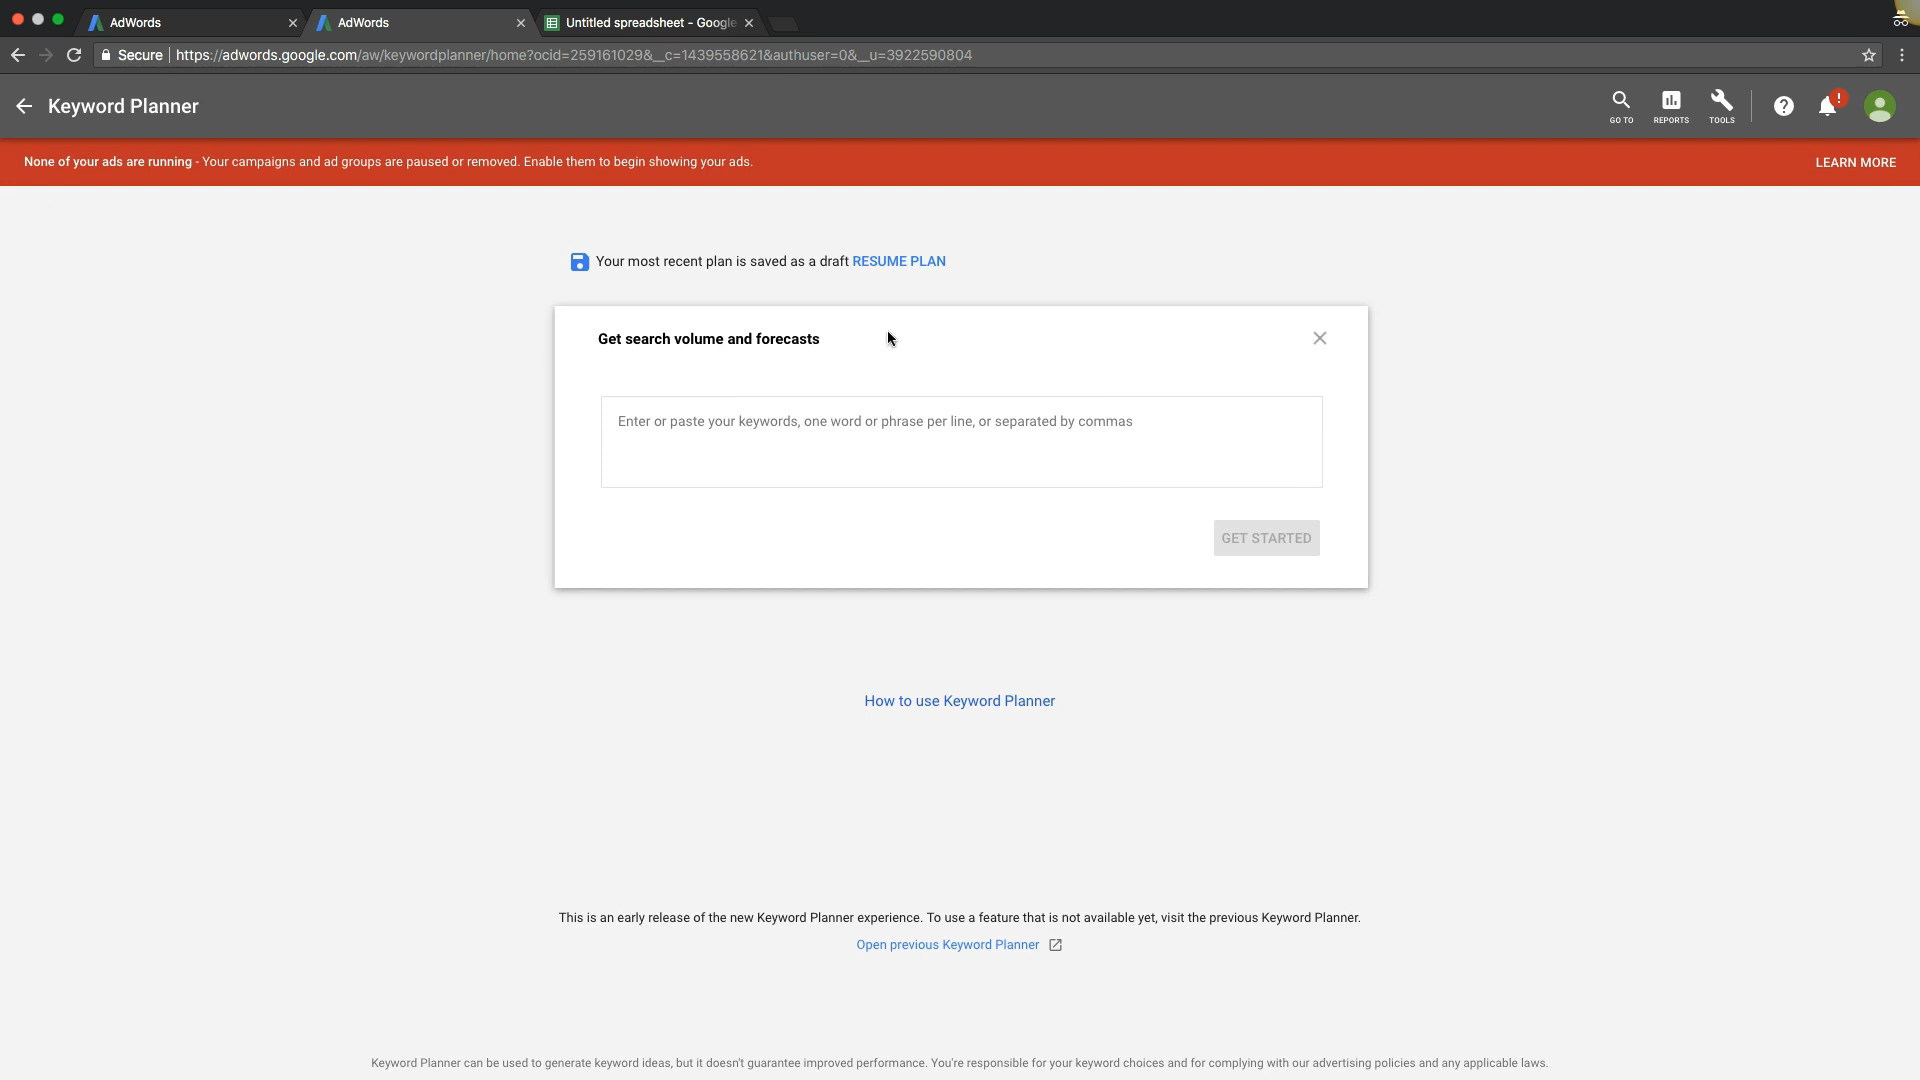 AdWords
AdWords
Untitled spreadsheet - Google
Secure
https://adwords.google.com/aw/keywordplanner/home?ocid=259161029&__c=1439558621&authuser=0&__u=3922590804
Keyword Planner
GO TO
REPORTS
TOOLS
?
!
None of your ads are running - Your campaigns and ad groups are paused or removed. Enable them to begin showing your ads.
LEARN MORE
Your most recent plan is saved as a draft RESUME PLAN
Get search volume and forecasts
Enter or paste your keywords, one word or phrase per line, or separated by commas
GET STARTED
How to use Keyword Planner
This is an early release of the new Keyword Planner experience. To use a feature that is not available yet, visit the previous Keyword Planner.
Open previous Keyword Planner
Keyword Planner can be used to generate keyword ideas, but it doesn't guarantee improved performance. You're responsible for your keyword choices and for complying with our advertising policies and any applicable laws.